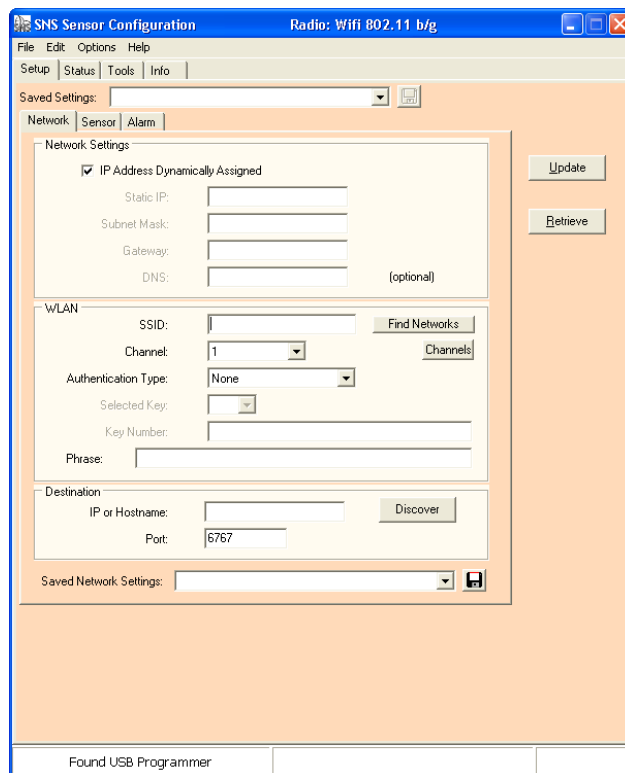 SNS Sensor Configuration Radio: Wifi 802.11 b/g
File Edit Options Help
Setup Status Tools Info
Saved Settings:
Network Sensor Alarm
Network Settings
IP Address Dynamically Assigned
Update
Static IP:
Subnet Mask:
Retrieve
Gateway:
DNS: (optional)
WLAN
SSID: Find Networks
Channel: 1 Channels
Authentication Type: None
Selected Key:
Key Number:
Phrase:
Destination
IP or Hostname: Discover
Port: 6767
Saved Network Settings:
Found USB Programmer